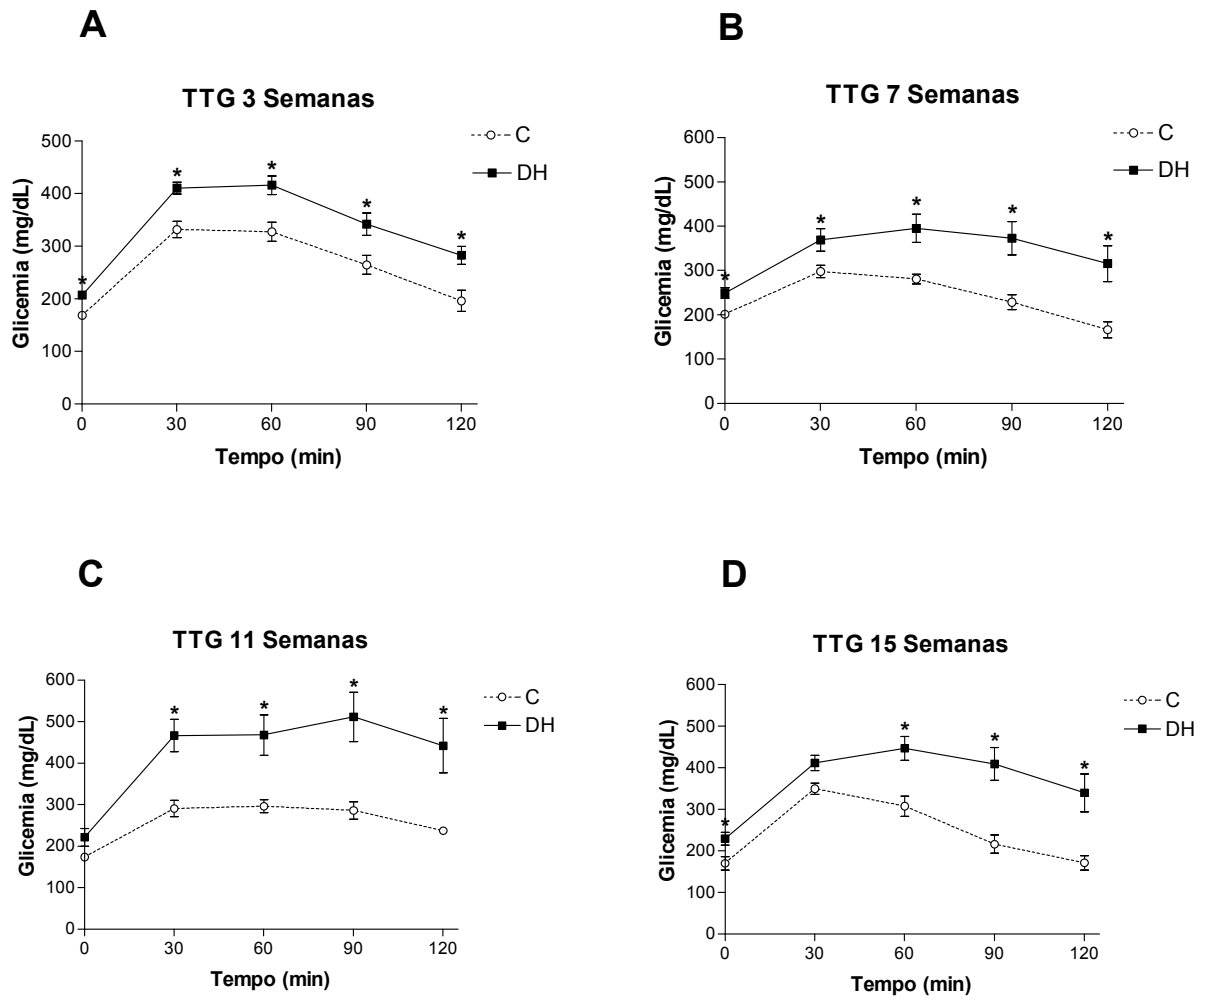 A
TTG 3 Semanas
C
DH
Glicemia (mg/dL)
500
400
300
200
100
0
* * * * *
0 30 60 90 120
Tempo (min)
B
TTG 7 Semanas
C
DH
Glicemia (mg/dL)
600
500
400
300
200
100
0
* * * * *
0 30 60 90 120
Tempo (min)
C
TTG 11 Semanas
C
DH
Glicemia (mg/dL)
600
500
400
300
200
100
0
* * * *
0 30 60 90 120
Tempo (min)
D
TTG 15 Semanas
C
DH
Glicemia (mg/dL)
600
500
400
300
200
100
0
* * * *
0 30 60 90 120
Tempo (min)